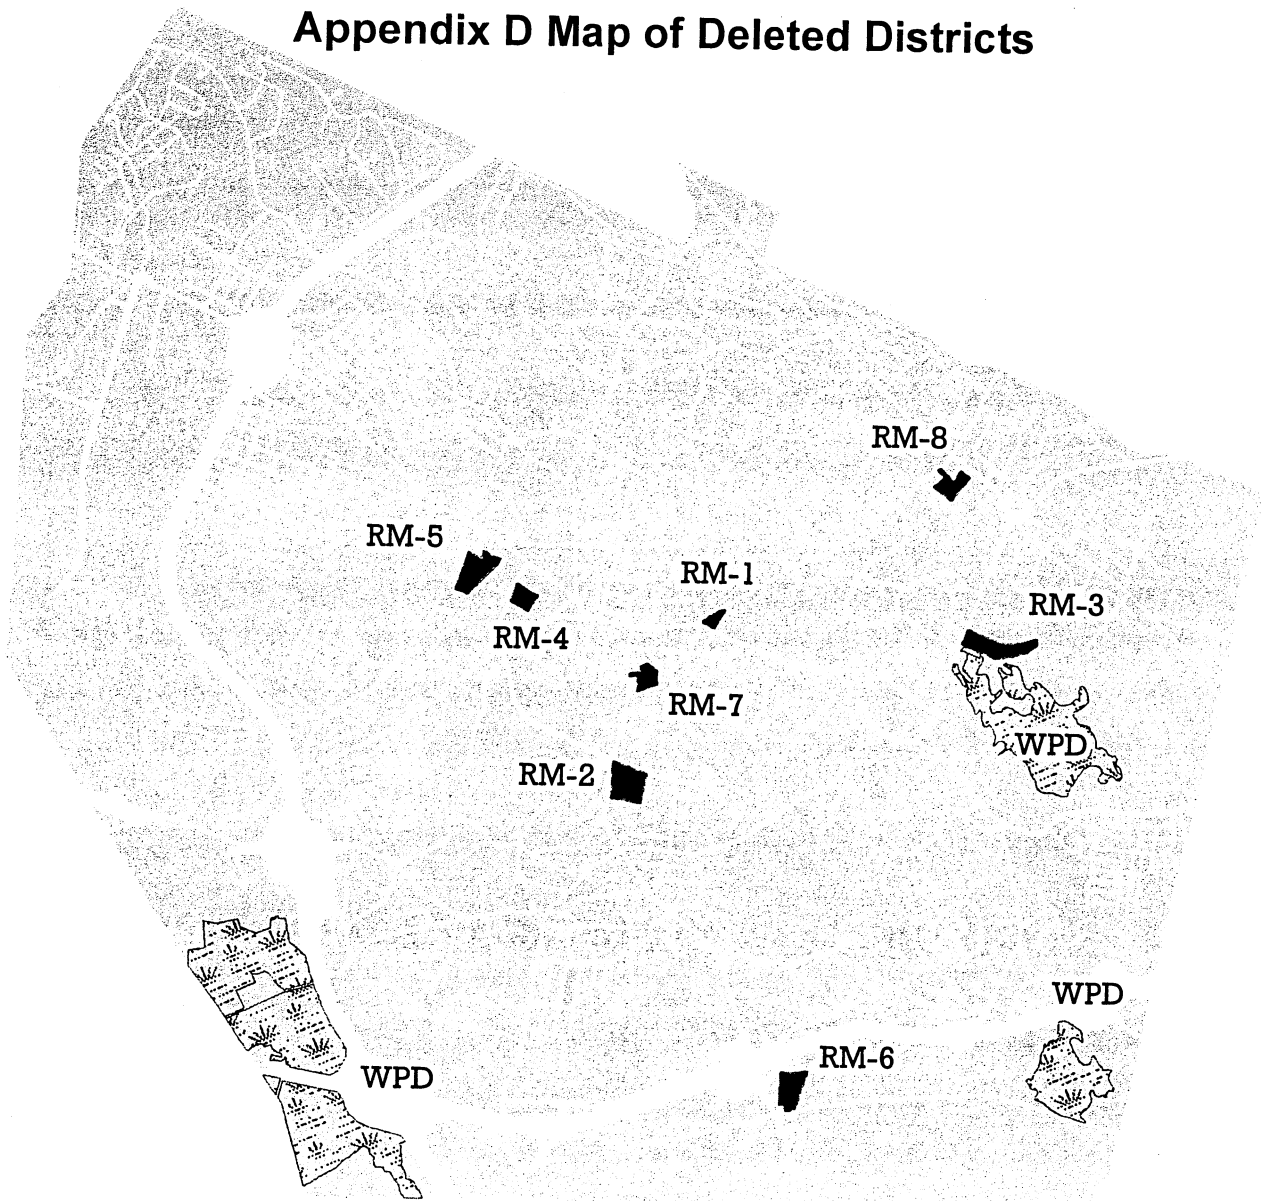 Appendix D Map of Deleted Districts
RM-8
RM-5
RM-1
RM-3
RM-4
RM-7
WPD
RM-2
WPD
RM-6
WPD